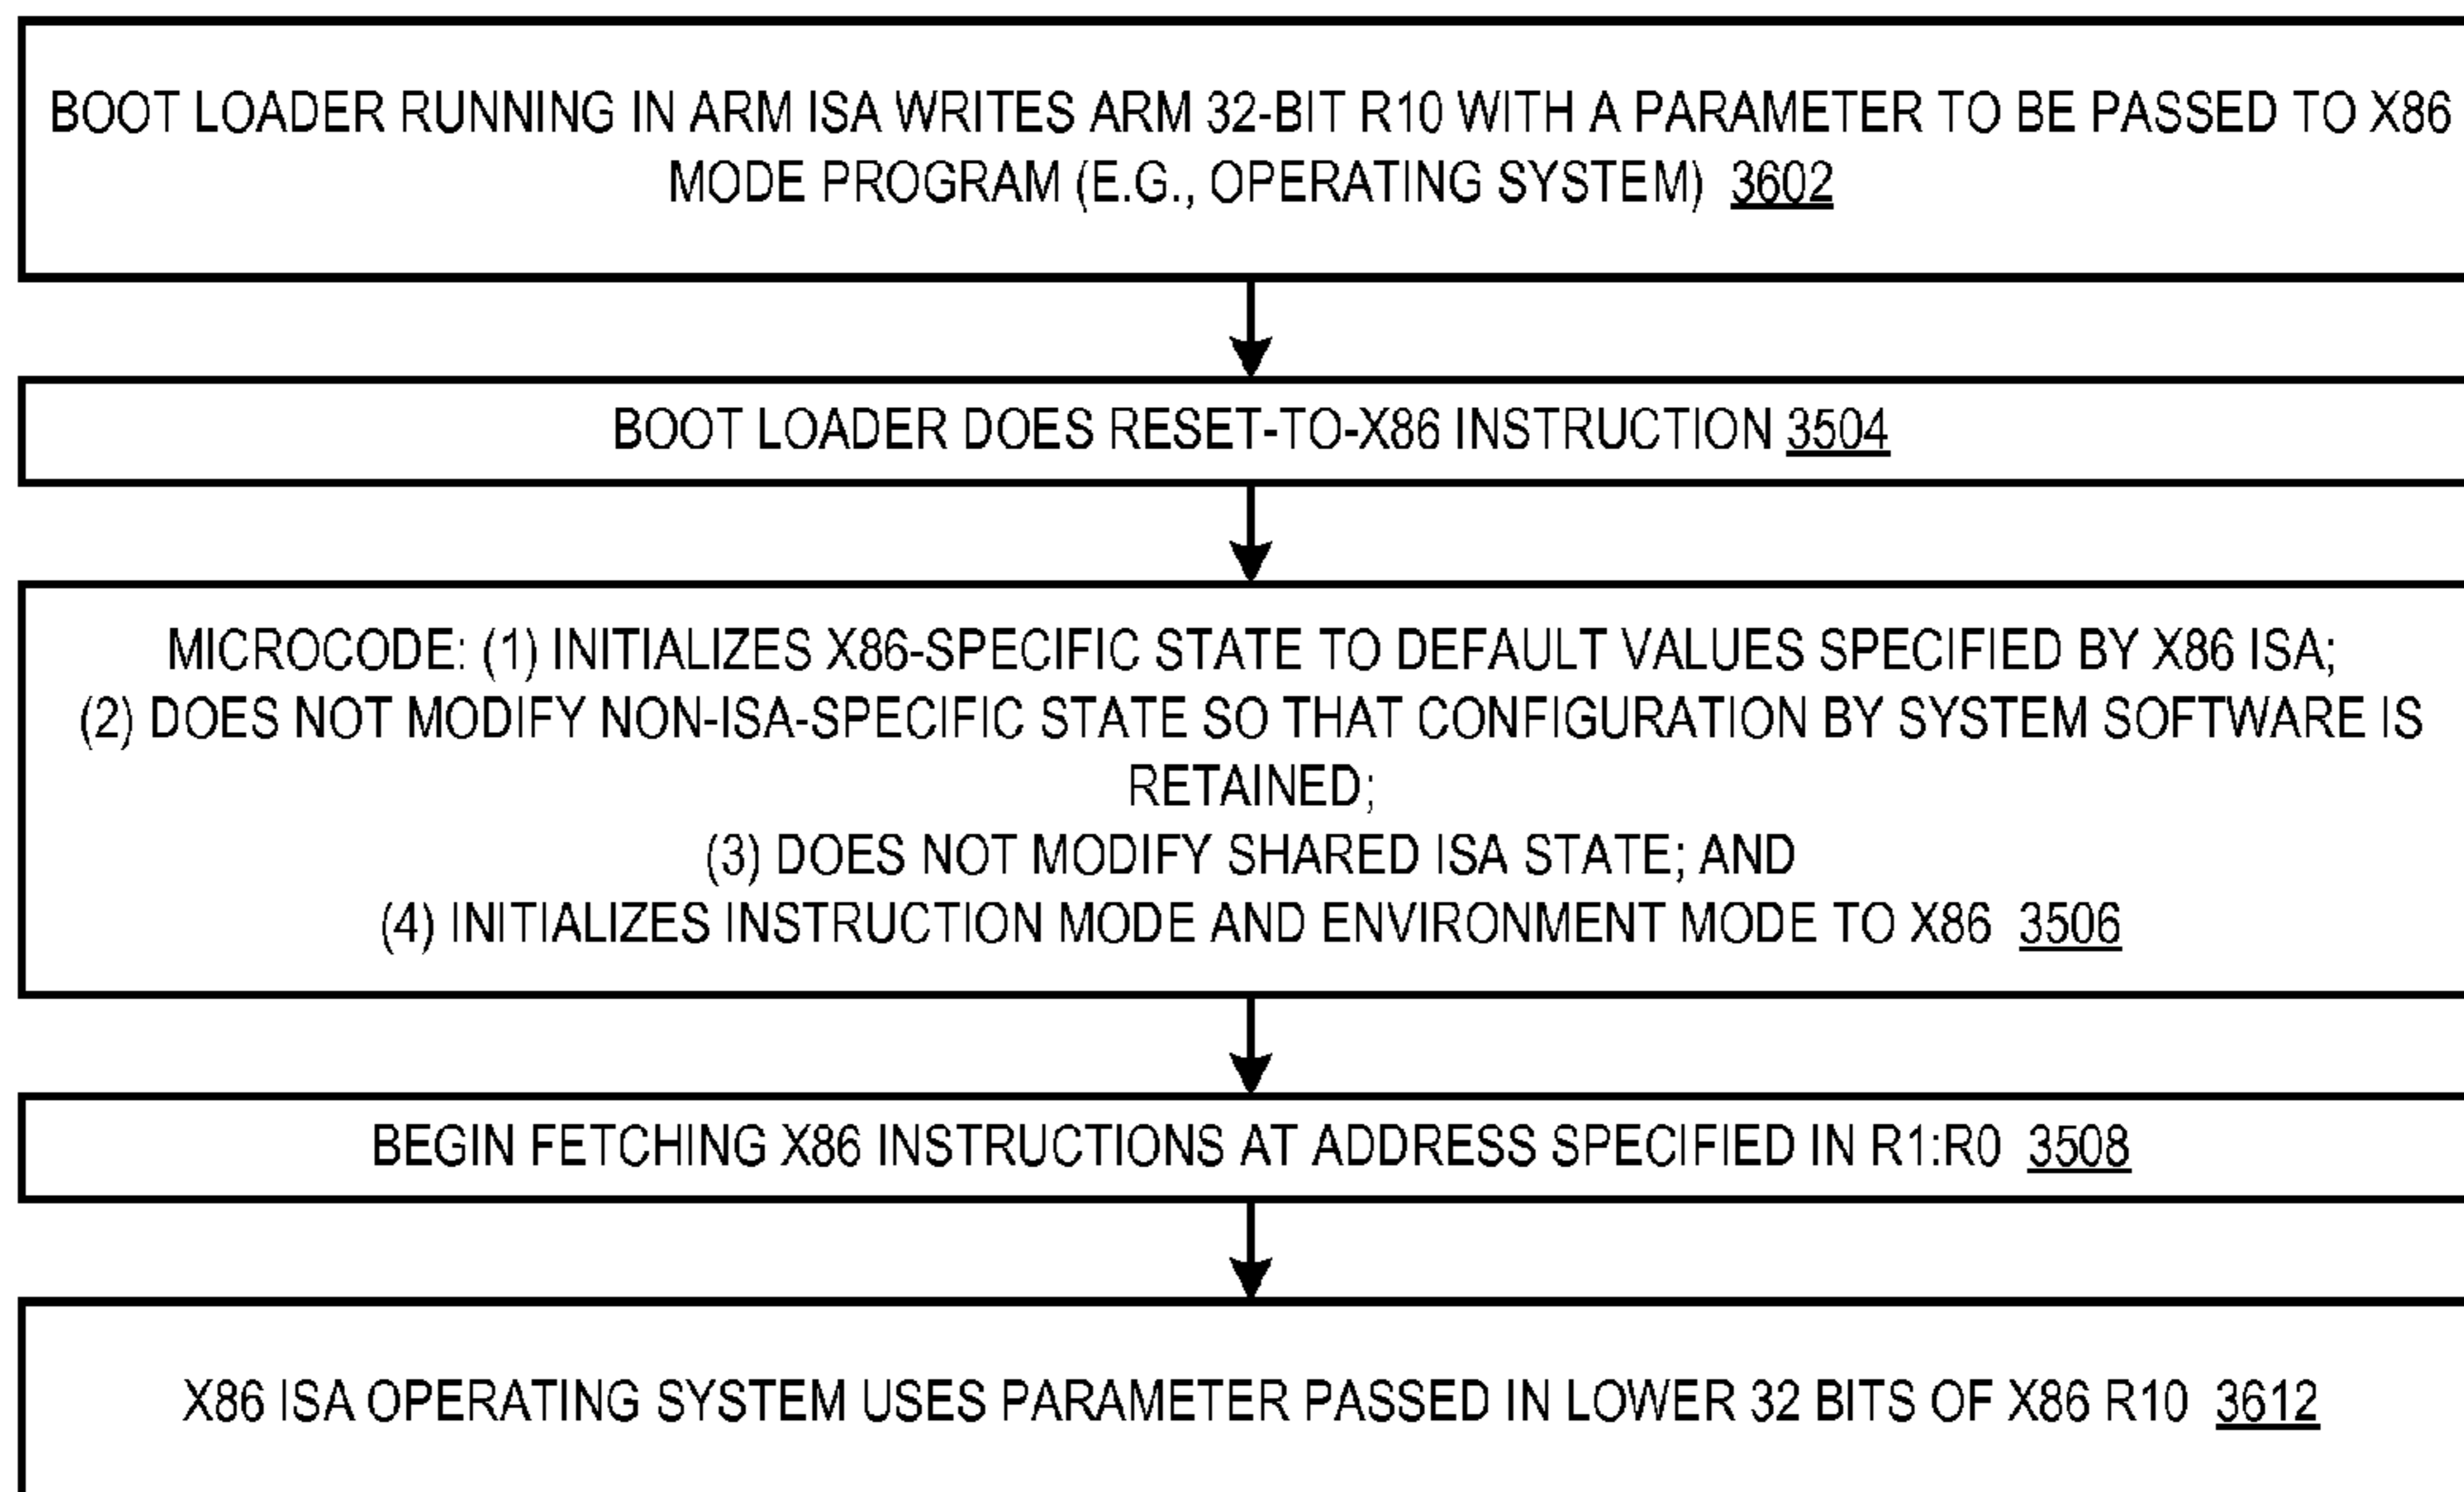 BOOT LOADER RUNNING IN ARM ISA WRITES ARM 32-BIT R10 WITH A PARAMETER TO BE PASSED TO X86
MODE PROGRAM (E.G., OPERATING SYSTEM) 3602
BOOT LOADER DOES RESET-TO-X86 INSTRUCTION 3504
MICROCODE: (1) INITIALIZES X86-SPECIFIC STATE TO DEFAULT VALUES SPECIFIED BY X86 ISA;
(2) DOES NOT MODIFY NON-ISA-SPECIFIC STATE SO THAT CONFIGURATION BY SYSTEM SOFTWARE IS
RETAINED;
(3) DOES NOT MODIFY SHARED ISA STATE; AND
(4) INITIALIZES INSTRUCTION MODE AND ENVIRONMENT MODE TO X86 3506
BEGIN FETCHING X86 INSTRUCTIONS AT ADDRESS SPECIFIED IN R1:R0 3508
X86 ISA OPERATING SYSTEM USES PARAMETER PASSED IN LOWER 32 BITS OF X86 R10 3612